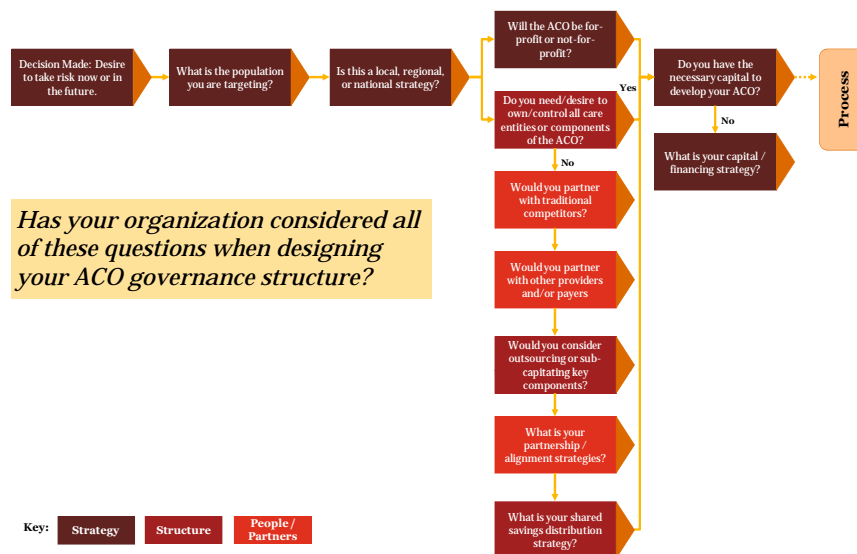 Decision Made: Desire
to take risk now or in
the future.
What is the population
you are targeting?
Is this a local, regional,
or national strategy?
Will the ACO be for-
profit or not-for-
profit?
Do you need/desire to
own/control all care
entities or components
of the ACO?
Yes
No
Would you partner
with traditional
competitors?
Would you partner
with other providers
and/or payers
Would you consider
outsourcing or sub-
capitating key
components?
What is your
partnership /
alignment strategies?
What is your shared
savings distribution
strategy?
Do you have the
necessary capital to
develop your ACO?
No
What is your capital /
financing strategy?
Process
Has your organization considered all
of these questions when designing
your ACO governance structure?
Key:
Strategy
Structure
People /
Partners